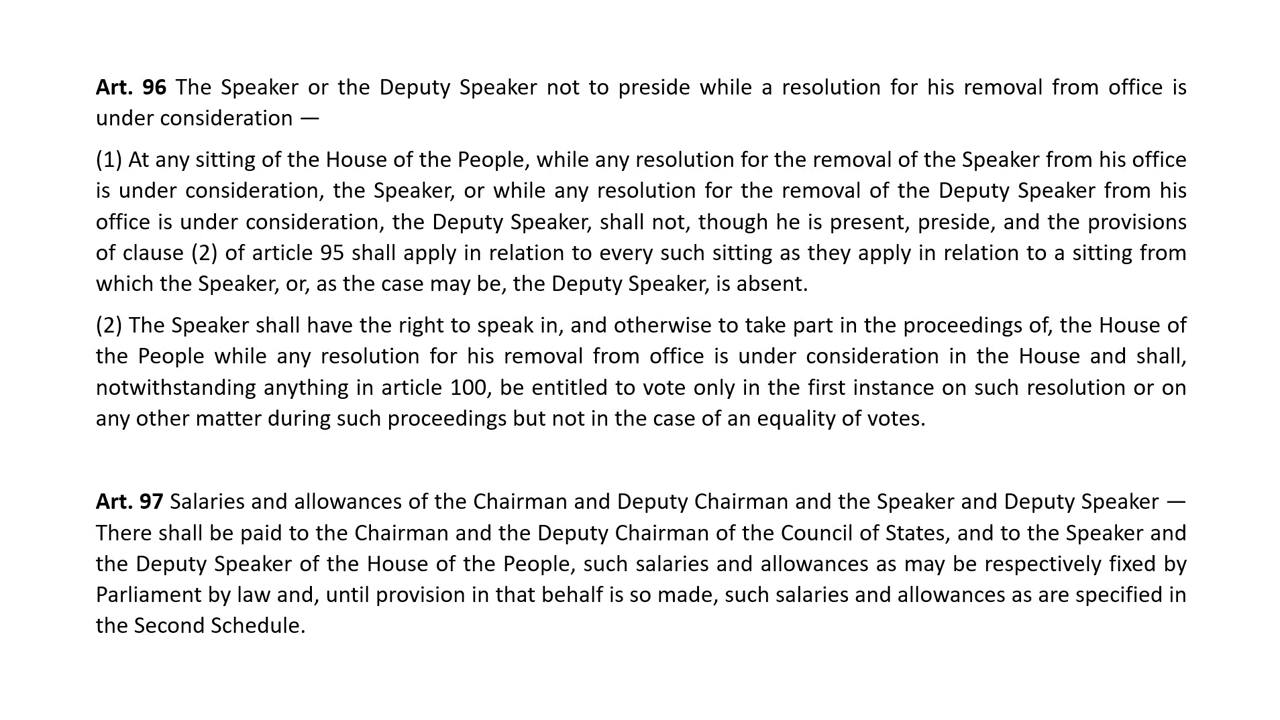 Art. 96 The Speaker or the Deputy Speaker not to preside while a resolution for his removal from office is
under consideration —
(1) At any sitting of the House of the People, while any resolution for the removal of the Speaker from his office
is under consideration, the Speaker, or while any resolution for the removal of the Deputy Speaker from his
office is under consideration, the Deputy Speaker, shall not, though he is present, preside, and the provisions
of clause (2) of article 95 shall apply in relation to every such sitting as they apply in relation to a sitting from
which the Speaker, or, as the case may be, the Deputy Speaker, is absent.
(2) The Speaker shall have the right to speak in, and otherwise to take part in the proceedings of, the House of
the People while any resolution for his removal from office is under consideration in the House and shall,
notwithstanding anything in article 100, be entitled to vote only in the first instance on such resolution or on
any other matter during such proceedings but not in the case of an equality of votes.
Art. 97 Salaries and allowances of the Chairman and Deputy Chairman and the Speaker and Deputy Speaker —
There shall be paid to the Chairman and the Deputy Chairman of the Council of States, and to the Speaker and
the Deputy Speaker of the House of the People, such salaries and allowances as may be respectively fixed by
Parliament by law and, until provision in that behalf is so made, such salaries and allowances as are specified in
the Second Schedule.